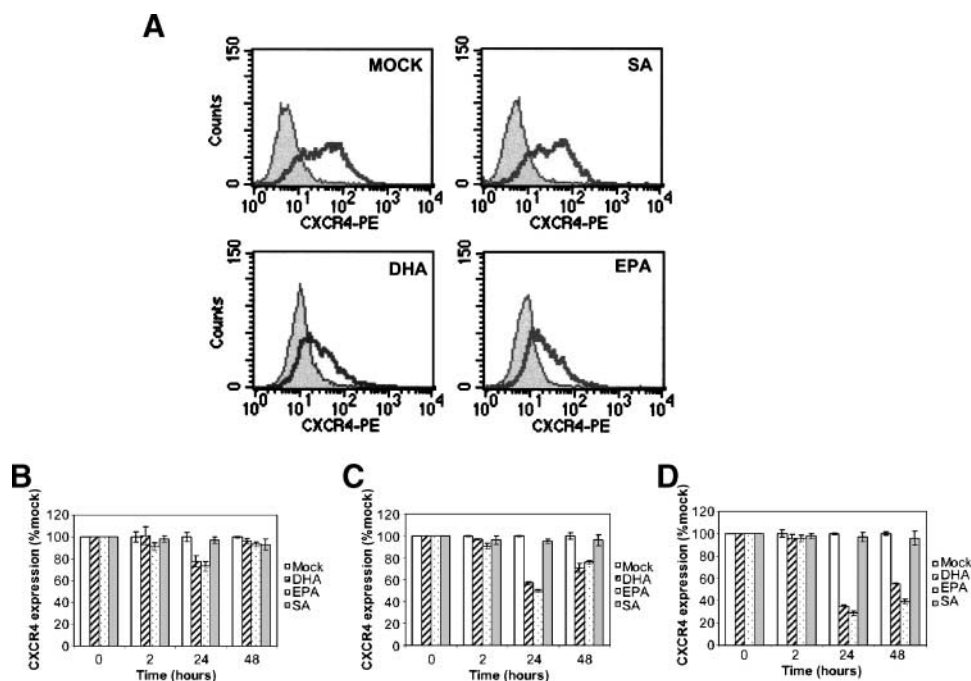 A
150
MOCK
Counts
0
10^0 10^1 10^2 10^3 10^4
CXCR4-PE
150
SA
Counts
0
10^0 10^1 10^2 10^3 10^4
CXCR4-PE
150
DHA
Counts
0
10^0 10^1 10^2 10^3 10^4
CXCR4-PE
150
EPA
Counts
0
10^0 10^1 10^2 10^3 10^4
CXCR4-PE
B
CXCR4 expression (%mock)
120
100
80
60
40
20
0
0 2 24 48
Time (hours)
Mock
DHA
EPA
SA
C
CXCR4 expression (%mock)
120
100
80
60
40
20
0
0 2 24 48
Time (hours)
Mock
DHA
EPA
SA
D
CXCR4 expression (%mock)
120
100
80
60
40
20
0
0 2 24 48
Time (hours)
Mock
DHA
EPA
SA